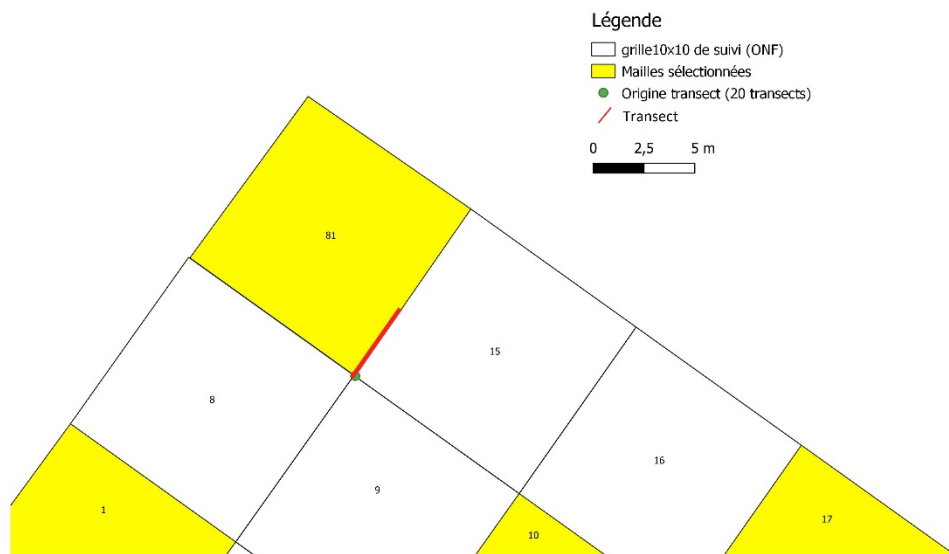 Légende
grille10x10 de suivi (ONF)
Mailles sélectionnées
Origine transect (20 transects)
Transect
0 2,5 5 m
81
15
8
16
9
1
17
10